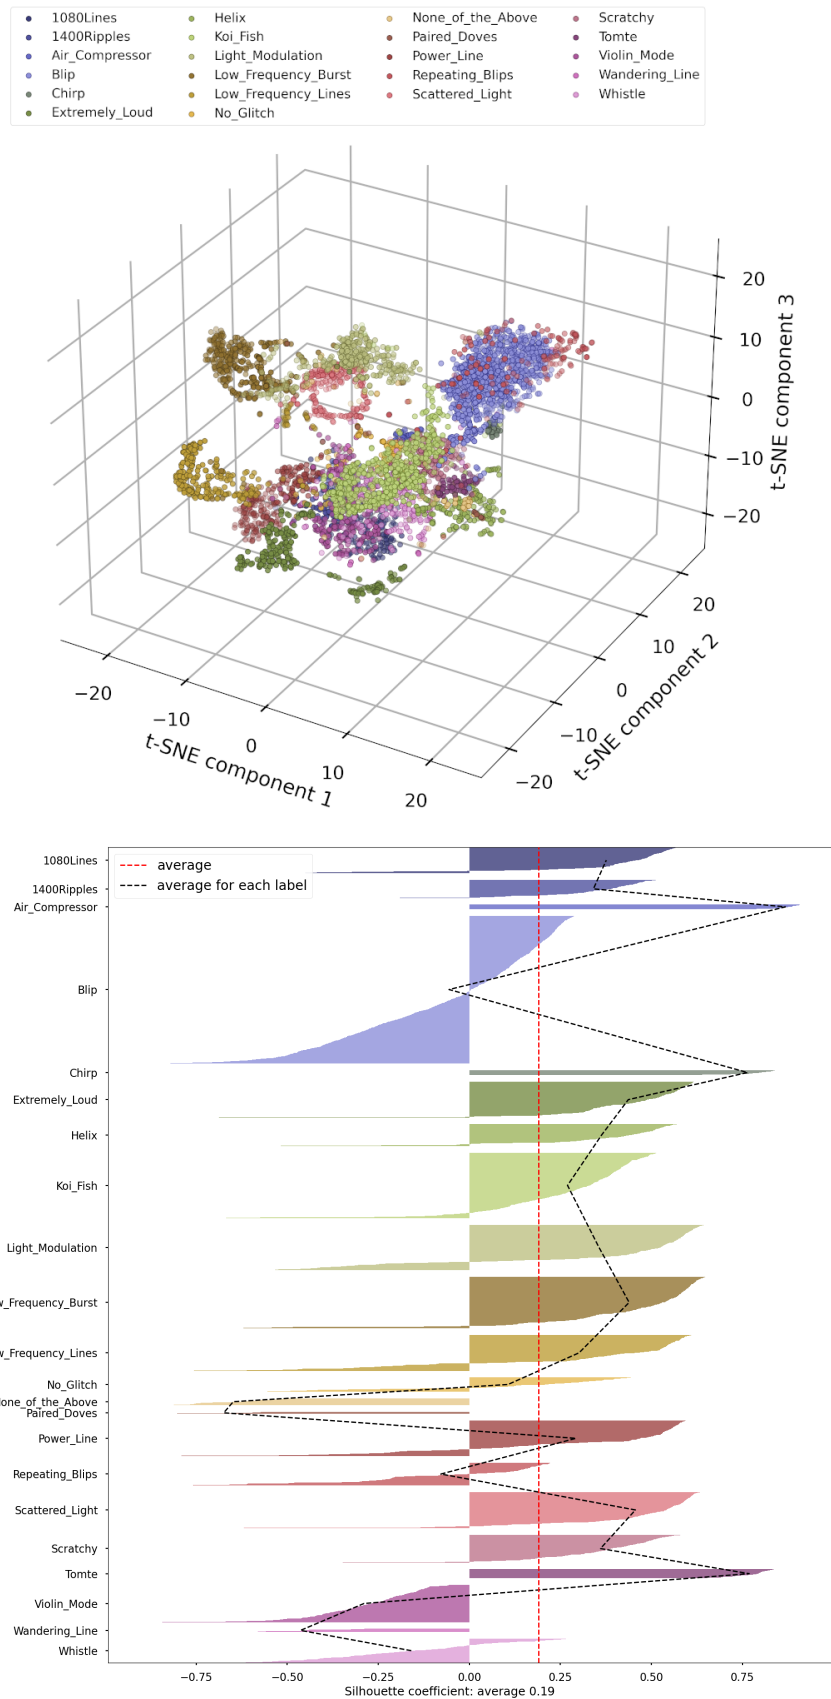 1080Lines
1400Ripples
Air_Compressor
Blip
Chirp
Extremely_Loud
Helix
Koi_Fish
Light_Modulation
Low_Frequency_Burst
Low_Frequency_Lines
No_Glitch
None_of_the_Above
Paired_Doves
Power_Line
Repeating_Blips
Scattered_Light
Scratchy
Tomte
Violin_Mode
Wandering_Line
Whistle
20
10
0
−10
−20
t-SNE component 3
20
10
0
−10
−20
t-SNE component 2
−20
−10
0
10
20
t-SNE component 1
average
average for each label
1080Lines
1400Ripples
Air_Compressor
Blip
Chirp
Extremely_Loud
Helix
Koi_Fish
Light_Modulation
w_Frequency_Burst
w_Frequency_Lines
No_Glitch
one_of_the_Above
Paired_Doves
Power_Line
Repeating_Blips
Scattered_Light
Scratchy
Tomte
Violin_Mode
Wandering_Line
Whistle
−0.75 −0.50 −0.25 0.00 0.25 0.50 0.75
Silhouette coefficient: average 0.19